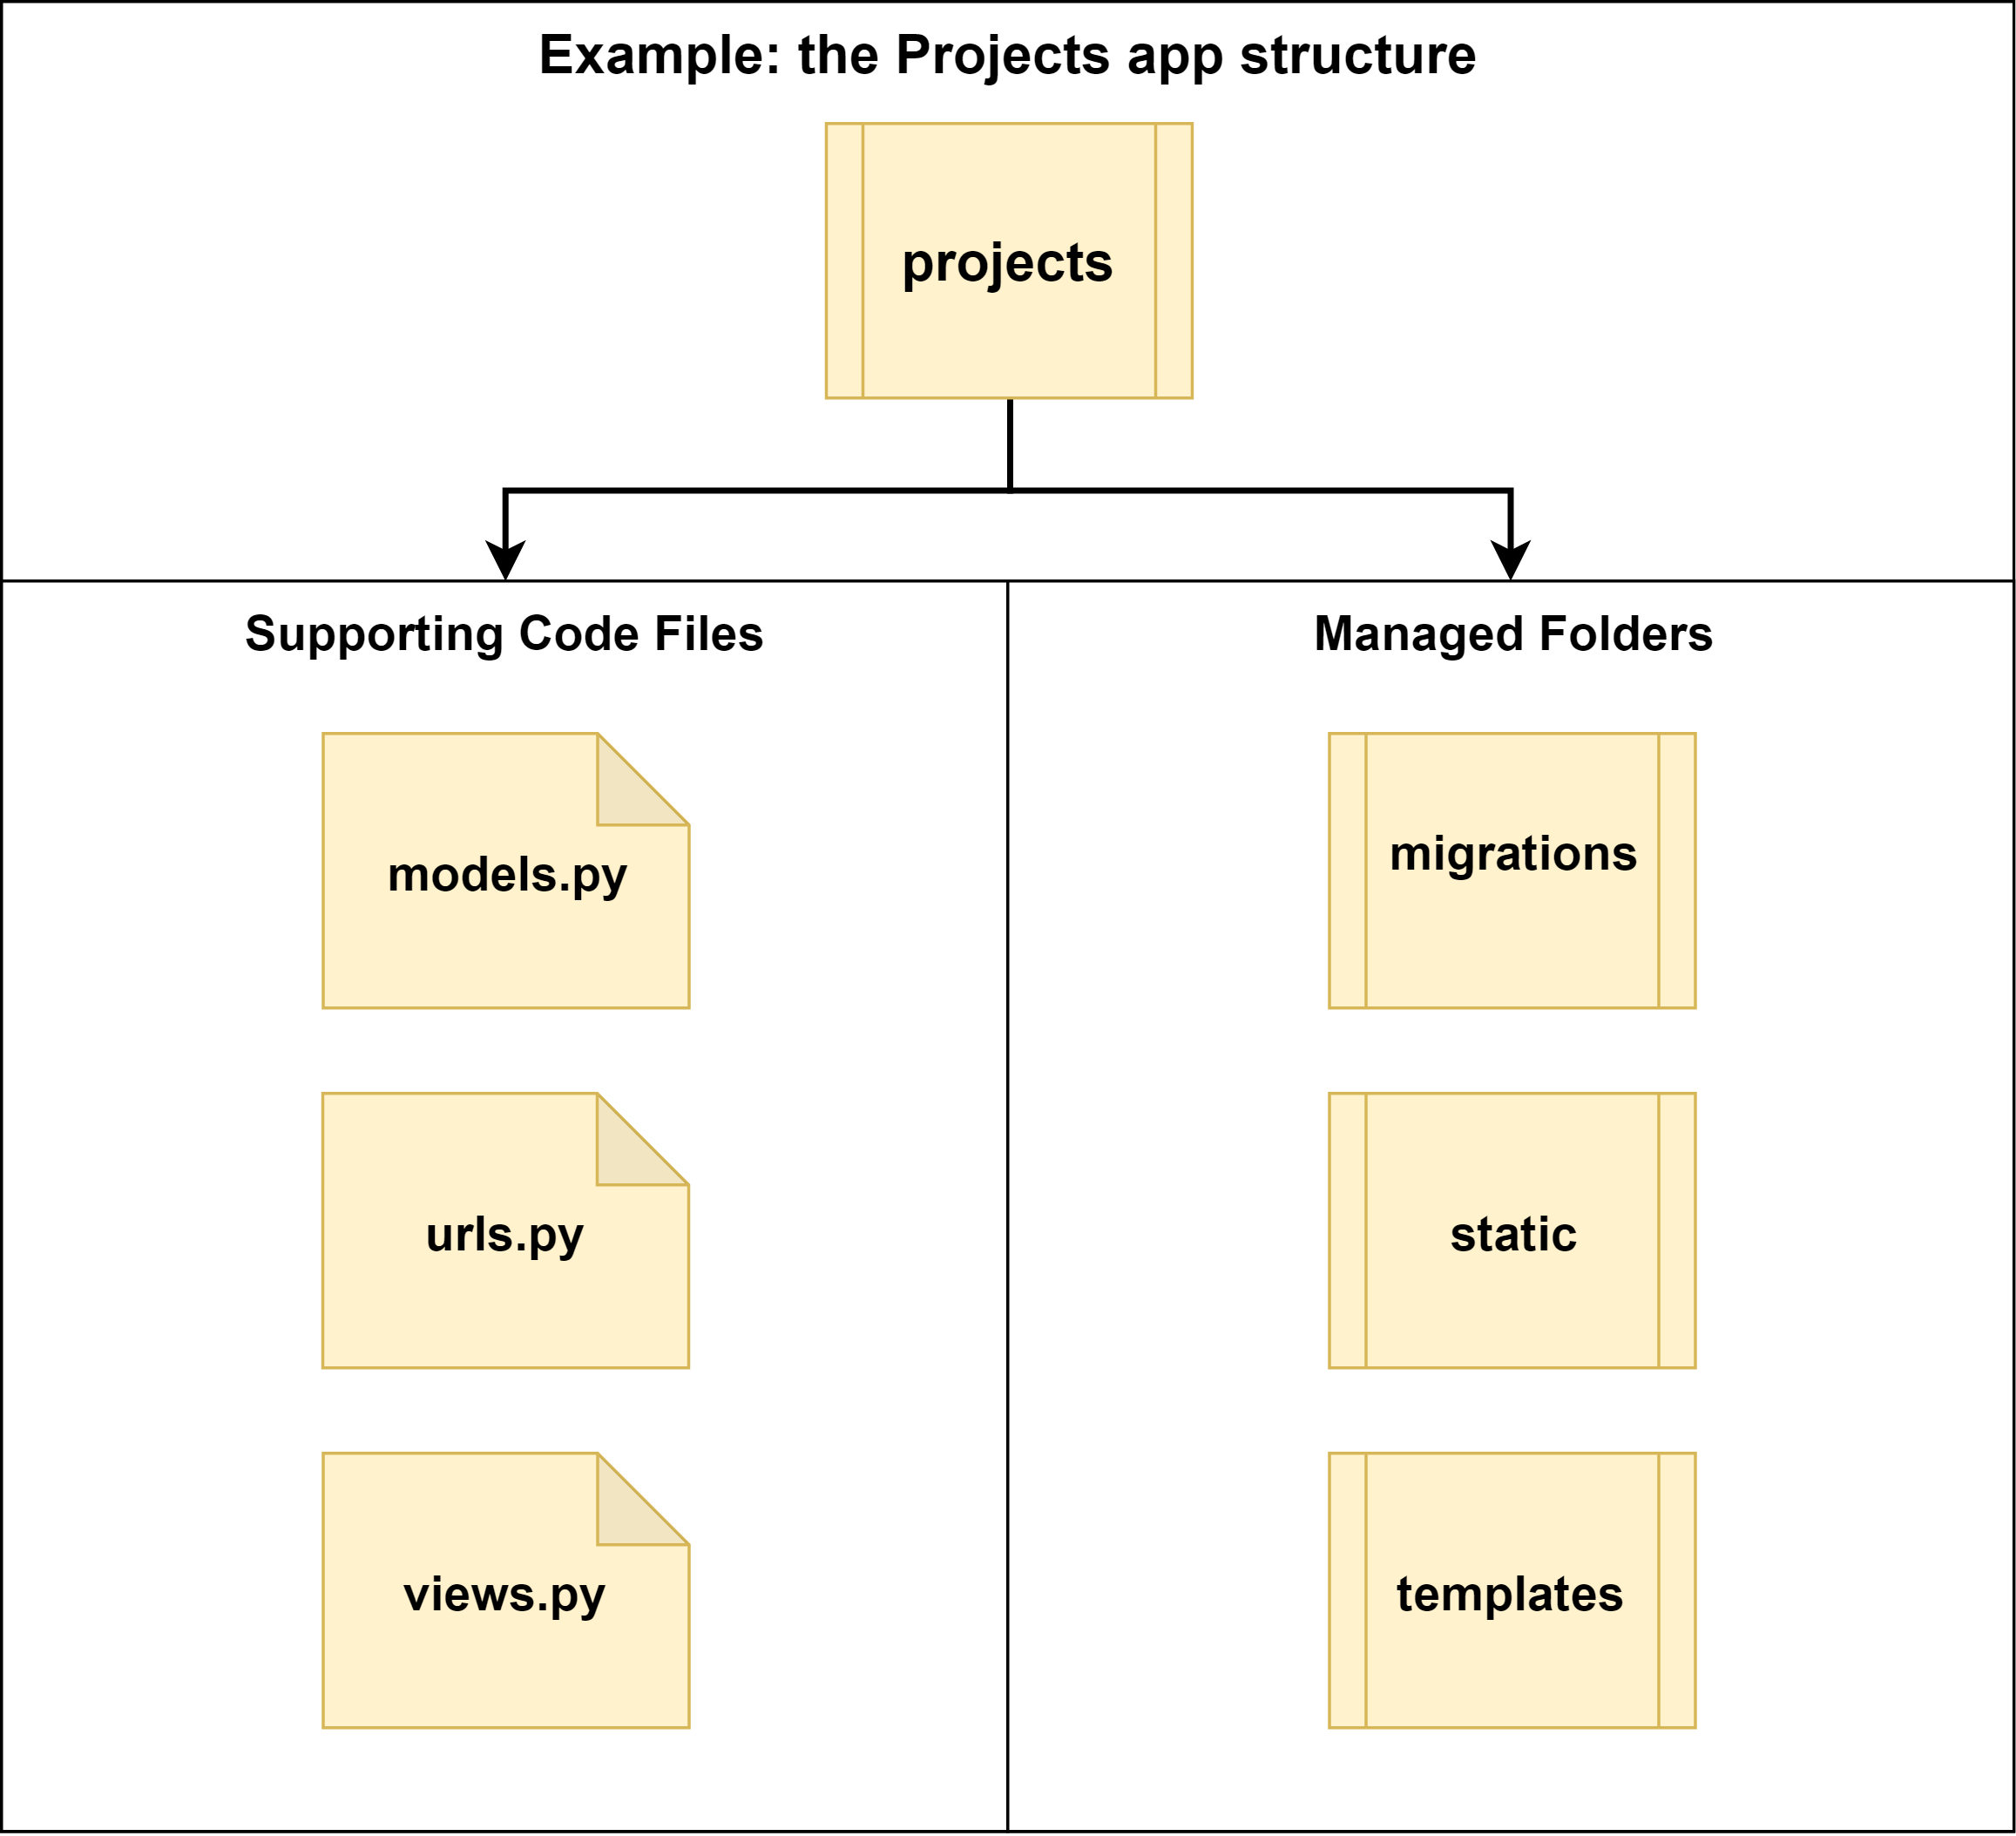 Example: the Projects app structure
projects
Supporting Code Files
models.py
urls.py
views.py
Managed Folders
migrations
static
templates